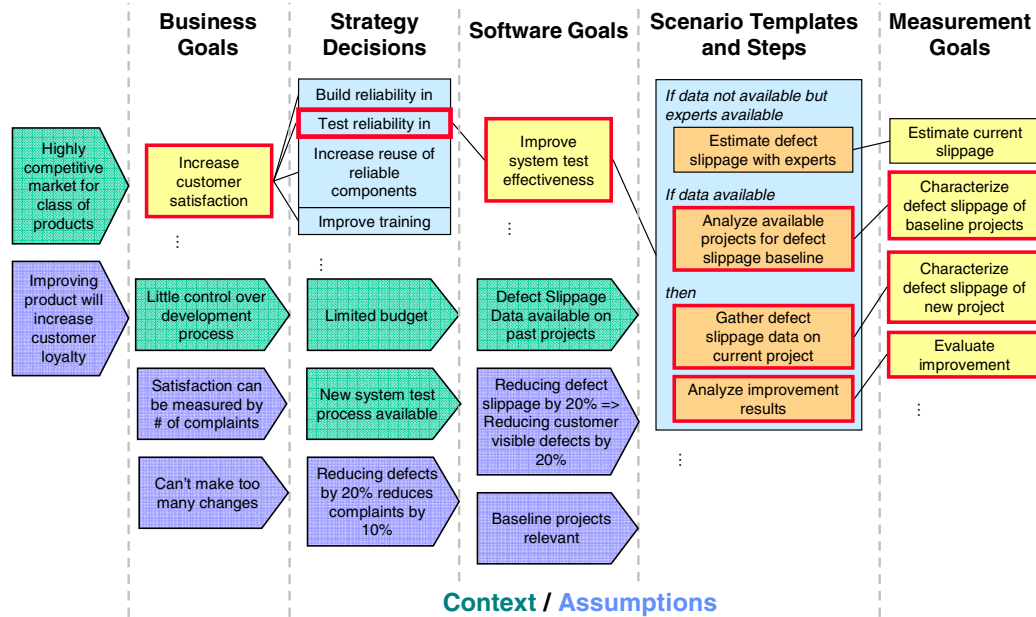 Business
Goals
Strategy
Decisions
Software Goals
Scenario Templates
and Steps
Measurement
Goals
Highly
competitive
market for
class of
products
Improving
product will
increase
customer
loyalty
Increase
customer
satisfaction
⋮
Little control over
development
process
Satisfaction can
be measured by
# of complaints
Can't make too
many changes
Build reliability in
Test reliability in
Increase reuse of
reliable
components
Improve training
⋮
Limited budget
New system test
process available
Reducing defects
by 20% reduces
complaints by
10%
Improve
system test
effectiveness
⋮
Defect Slippage
Data available on
past projects
Reducing defect
slippage by 20% =>
Reducing customer
visible defects by
20%
Baseline projects
relevant
If data not available but
experts available
Estimate defect
slippage with experts
If data available
Analyze available
projects for defect
slippage baseline
then
Gather defect
slippage data on
current project
Analyze improvement
results
⋮
Estimate current
slippage
Characterize
defect slippage of
baseline projects
Characterize
defect slippage of
new project
Evaluate
improvement
⋮
Context / Assumptions